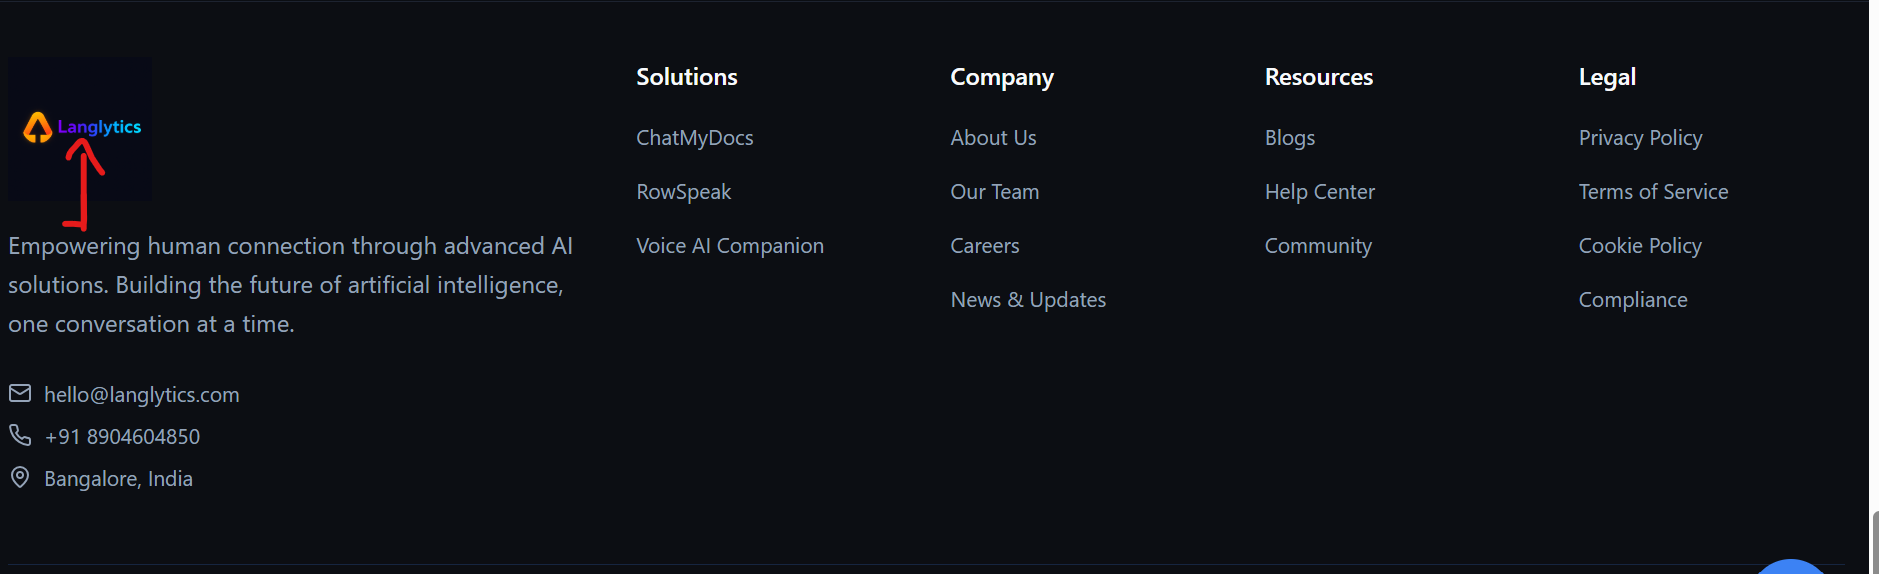 Langlytics
Empowering human connection through advanced AI
solutions. Building the future of artificial intelligence,
one conversation at a time.
hello@langlytics.com
+91 8904604850
Bangalore, India
Solutions
ChatMyDocs
RowSpeak
Voice AI Companion
Company
About Us
Our Team
Careers
News & Updates
Resources
Blogs
Help Center
Community
Legal
Privacy Policy
Terms of Service
Cookie Policy
Compliance